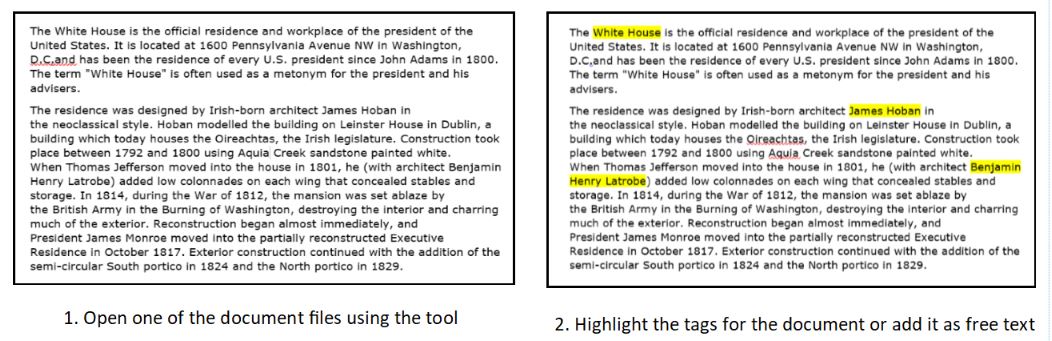 The White House is the official residence and workplace of the president of the
United States. It is located at 1600 Pennsylvania Avenue NW in Washington,
D.C,and has been the residence of every U.S. president since John Adams in 1800.
The term "White House" is often used as a metonym for the president and his
advisers.
The residence was designed by Irish-born architect James Hoban in
the neoclassical style. Hoban modelled the building on Leinster House in Dublin, a
building which today houses the Oireachtas, the Irish legislature. Construction took
place between 1792 and 1800 using Aquia Creek sandstone painted white.
When Thomas Jefferson moved into the house in 1801, he (with architect Benjamin
Henry Latrobe) added low colonnades on each wing that concealed stables and
storage. In 1814, during the War of 1812, the mansion was set ablaze by
the British Army in the Burning of Washington, destroying the interior and charring
much of the exterior. Reconstruction began almost immediately, and
President James Monroe moved into the partially reconstructed Executive
Residence in October 1817. Exterior construction continued with the addition of the
semi-circular South portico in 1824 and the North portico in 1829.
1. Open one of the document files using the tool
The White House is the official residence and workplace of the president of the
United States. It is located at 1600 Pennsylvania Avenue NW in Washington,
D.C,and has been the residence of every U.S. president since John Adams in 1800.
The term "White House" is often used as a metonym for the president and his
advisers.
The residence was designed by Irish-born architect James Hoban in
the neoclassical style. Hoban modelled the building on Leinster House in Dublin, a
building which today houses the Oireachtas, the Irish legislature. Construction took
place between 1792 and 1800 using Aquia Creek sandstone painted white.
When Thomas Jefferson moved into the house in 1801, he (with architect Benjamin
Henry Latrobe) added low colonnades on each wing that concealed stables and
storage. In 1814, during the War of 1812, the mansion was set ablaze by
the British Army in the Burning of Washington, destroying the interior and charring
much of the exterior. Reconstruction began almost immediately, and
President James Monroe moved into the partially reconstructed Executive
Residence in October 1817. Exterior construction continued with the addition of the
semi-circular South portico in 1824 and the North portico in 1829.
2. Highlight the tags for the document or add it as free text